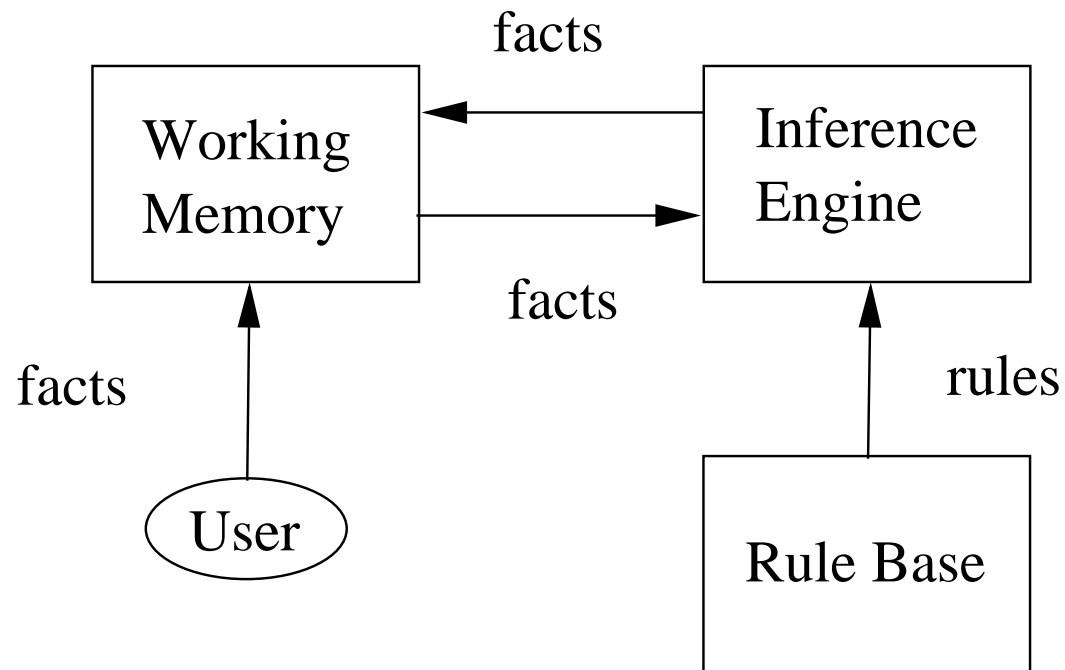 facts
Working
Memory
Inference
Engine
facts
facts
rules
User
Rule Base